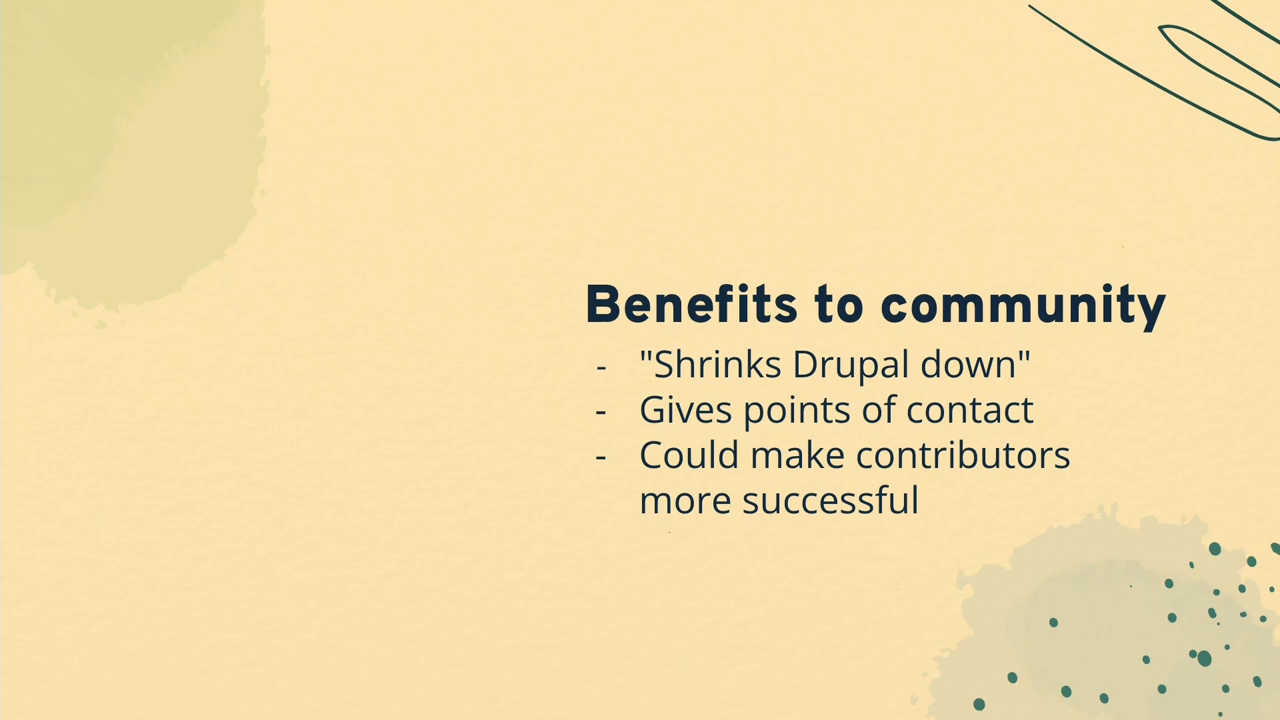 Benefits to community
- "Shrinks Drupal down"
- Gives points of contact
- Could make contributors
more successful